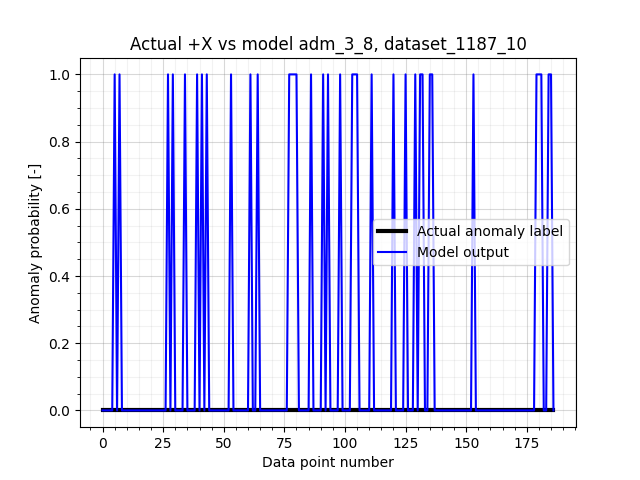 Actual +X vs model adm_3_8, dataset_1187_10
Anomaly probability [-]
1.0
0.8
0.6
0.4
0.2
0.0
Actual anomaly label
Model output
0 25 50 75 100 125 150 175
Data point number